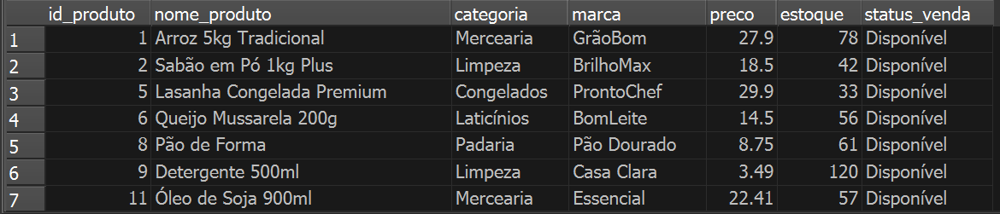 id_produto nome_produto categoria marca preco estoque status_venda
1 1 Arroz 5kg Tradicional Mercearia GrãoBom 27.9 78 Disponível
2 2 Sabão em Pó 1kg Plus Limpeza BrilhoMax 18.5 42 Disponível
3 5 Lasanha Congelada Premium Congelados ProntoChef 29.9 33 Disponível
4 6 Queijo Mussarela 200g Laticínios BomLeite 14.5 56 Disponível
5 8 Pão de Forma Padaria Pão Dourado 8.75 61 Disponível
6 9 Detergente 500ml Limpeza Casa Clara 3.49 120 Disponível
7 11 Óleo de Soja 900ml Mercearia Essencial 22.41 57 Disponível